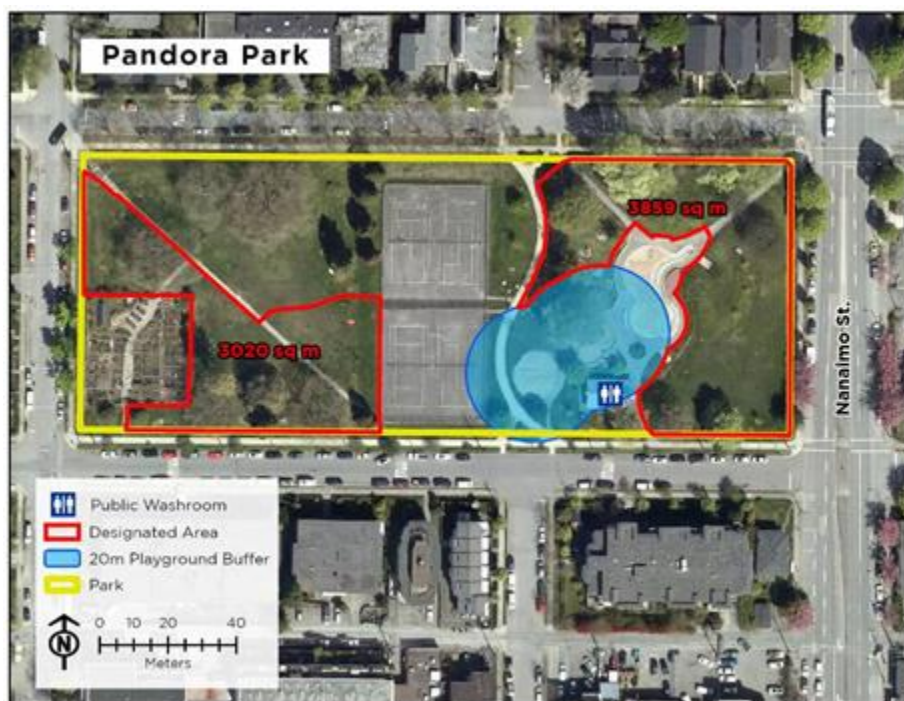 Pandora Park
3859 sq m
3020 sq m
Nanaimo St.
Public Washroom
Designated Area
20m Playground Buffer
Park
N
0 10 20 40
Meters